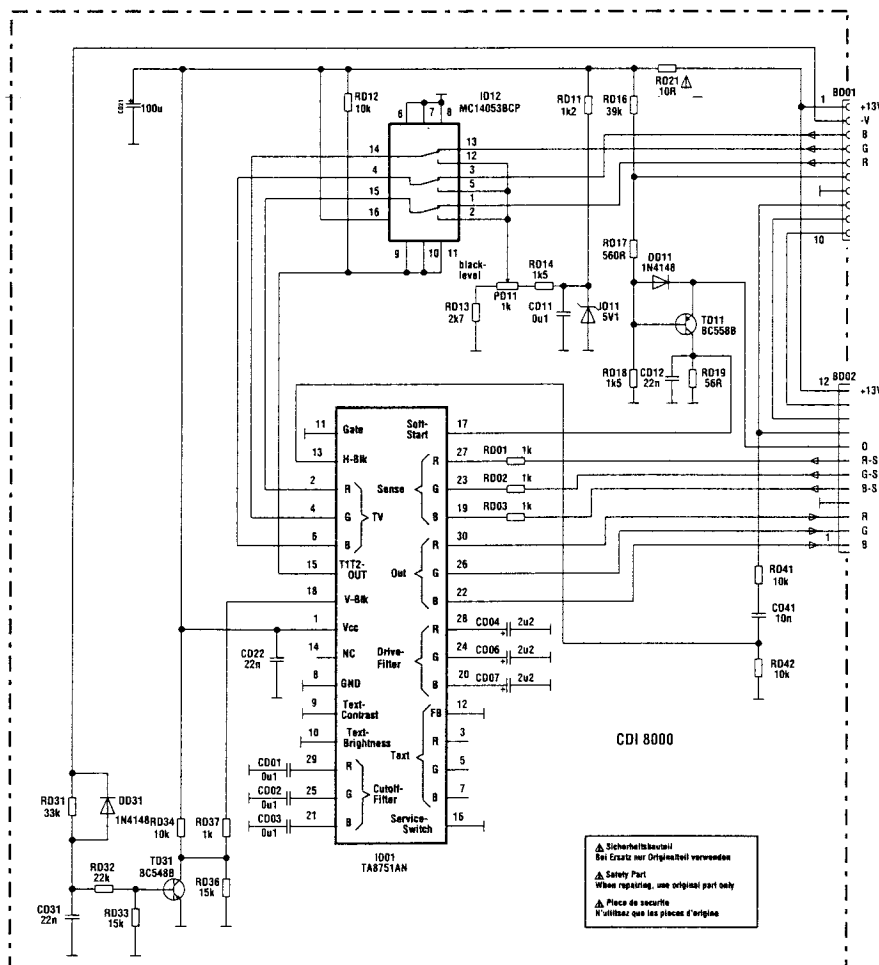 RD12
10k
ID12
MC14053BCP
RD11
1k2
RD16
39k
RD21
10R
BD01
1
+13V
-V
B
G
R
10
100u
6
7
8
14
4
15
16
13
12
3
5
1
2
9
10
11
black-
level
RD13
2k7
PD11
1k
RD14
1k5
CD11
0u1
5V1
RD17
560R
DD11
1N4148
TD11
BC558B
RD18
1k5
CD12
22n
RD19
56R
BD02
12
+13V
0
R-S
G-S
B-S
R
G
1
B
11
Gate
Soft-
Start
17
13
H-Blk
R
27
RD01
1k
2
R
Sense
G
23
RD02
1k
4
G
TV
B
19
RD03
1k
6
B
R
30
15
T1T2-
OUT
Out
G
26
18
V-Blk
B
22
1
Vcc
R
28
CD04
2u2
14
NC
Drive-
Filter
G
24
CD06
2u2
8
GND
B
20
CD07
2u2
9
Text-
Contrast
FB
12
10
Text-
Brightness
R
3
Text
G
5
B
7
29
R
25
G
Cutoff-
Filter
21
B
Service-
Switch
16
CD01
0u1
CD02
0u1
CD03
0u1
ID01
TA8751AN
CD22
22n
RD41
10k
CD41
10n
RD42
10k
CDI 8000
RD31
33k
DD31
1N4148
RD34
10k
RD37
1k
TD31
BC548B
RD32
22k
RD36
15k
CD31
22n
RD33
15k
Sicherheitsbauteil
Bei Ersatz nur Originalteil verwenden
Safety Part
When repairing, use original part only
Piece de securite
N'utilisez que les pieces d'origine